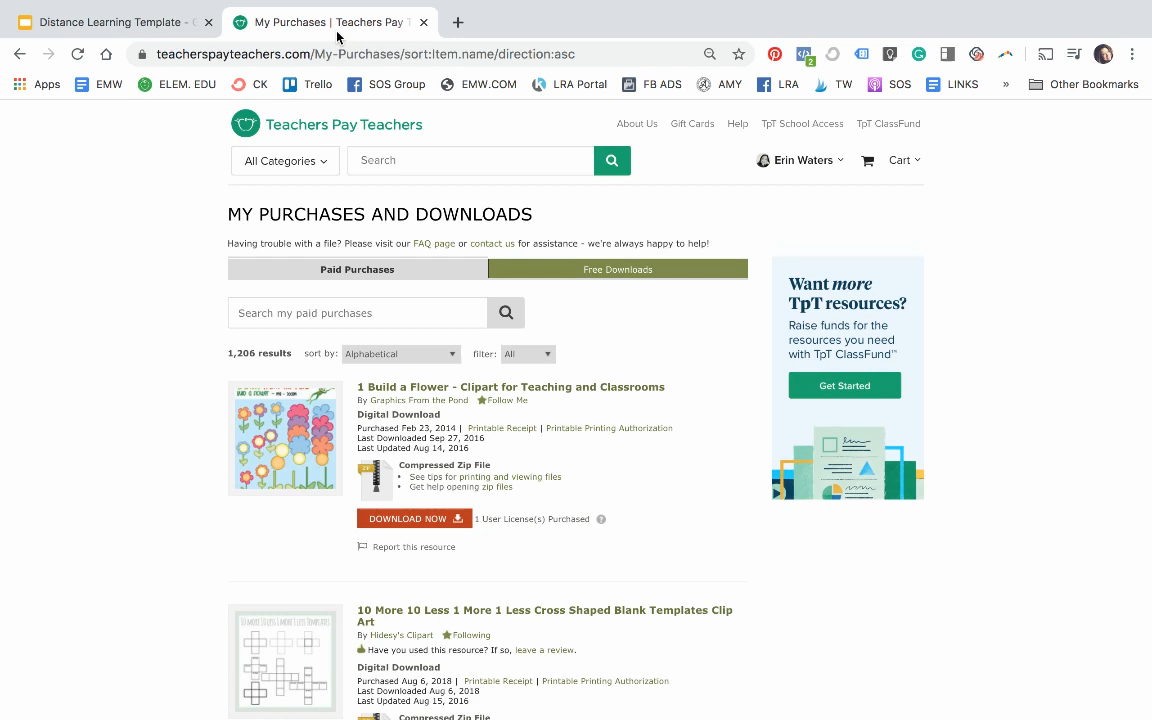 Distance Learning Template -
My Purchases | Teachers Pay T
teacherspayteachers.com/My-Purchases/sort:Item.name/direction:asc
2
Apps
EMW
ELEM. EDU
CK
Trello
SOS Group
EMW.COM
LRA Portal
FB ADS
AMY
LRA
TW
SOS
LINKS
»
Other Bookmarks
Teachers Pay Teachers
About Us
Gift Cards
Help
TpT School Access
TpT ClassFund
All Categories
Search
Erin Waters
Cart
MY PURCHASES AND DOWNLOADS
Having trouble with a file? Please visit our FAQ page or contact us for assistance - we're always happy to help!
Paid Purchases
Free Downloads
Search my paid purchases
1,206 results
sort by:
Alphabetical
filter:
All
1 Build a Flower - Clipart for Teaching and Classrooms
By Graphics From the Pond
Follow Me
Digital Download
Purchased Feb 23, 2014 | Printable Receipt | Printable Printing Authorization
Last Downloaded Sep 27, 2016
Last Updated Aug 14, 2016
Compressed Zip File
• See tips for printing and viewing files
• Get help opening zip files
DOWNLOAD NOW
1 User License(s) Purchased ?
Report this resource
10 More 10 Less 1 More 1 Less Cross Shaped Blank Templates Clip
Art
By Hidesy's Clipart
Following
Have you used this resource? If so, leave a review.
Digital Download
Purchased Aug 6, 2018 | Printable Receipt | Printable Printing Authorization
Last Downloaded Aug 6, 2018
Last Updated Aug 15, 2016
Compressed Zip File
10 MORE 10 LESS 1 MORE 1 LESS TEMPLATES
Want more
TpT resources?
Raise funds for the
resources you need
with TpT ClassFund™
Get Started